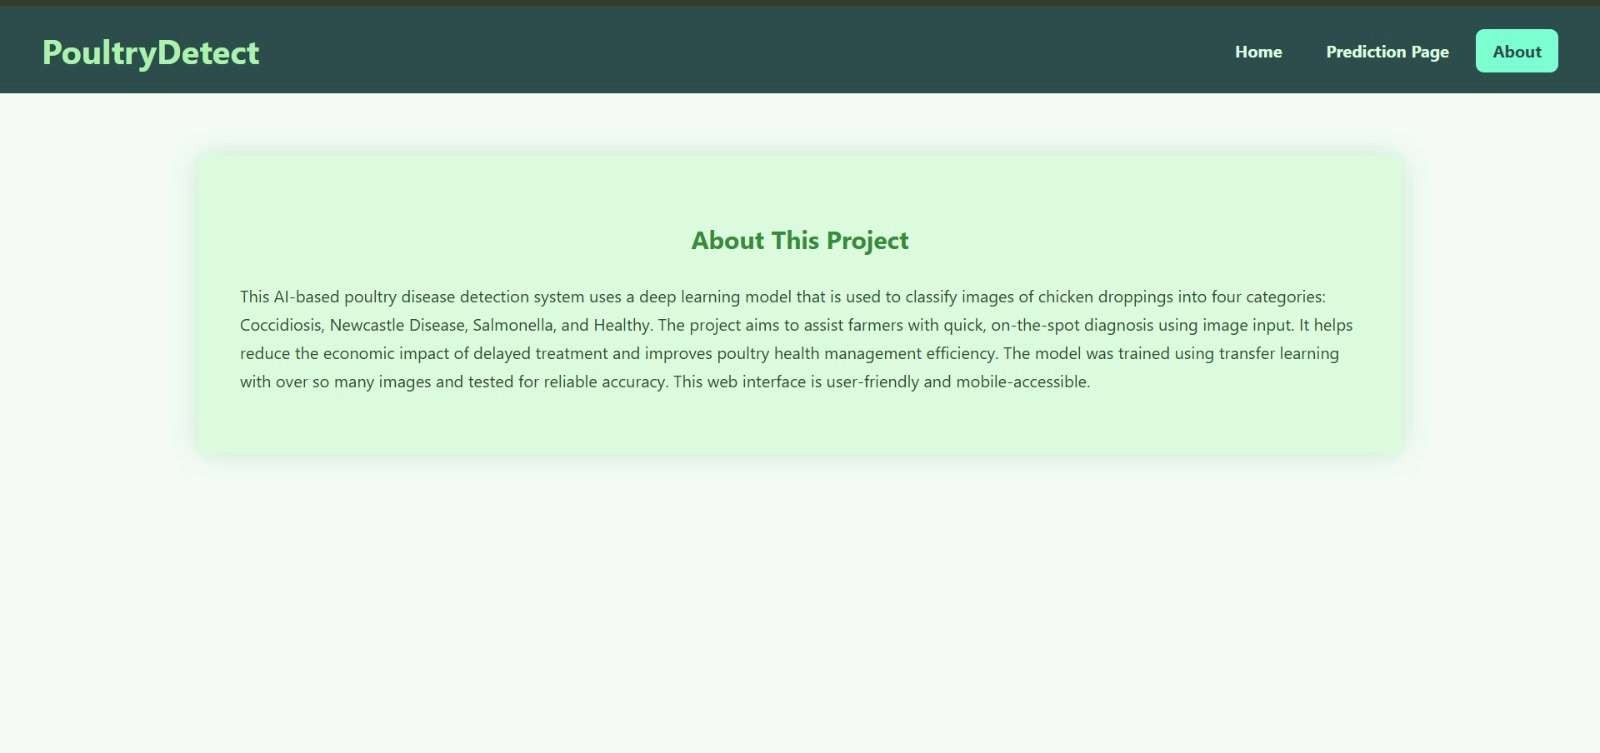 PoultryDetect
Home Prediction Page About
About This Project
This AI-based poultry disease detection system uses a deep learning model that is used to classify images of chicken droppings into four categories:
Coccidiosis, Newcastle Disease, Salmonella, and Healthy. The project aims to assist farmers with quick, on-the-spot diagnosis using image input. It helps
reduce the economic impact of delayed treatment and improves poultry health management efficiency. The model was trained using transfer learning
with over so many images and tested for reliable accuracy. This web interface is user-friendly and mobile-accessible.